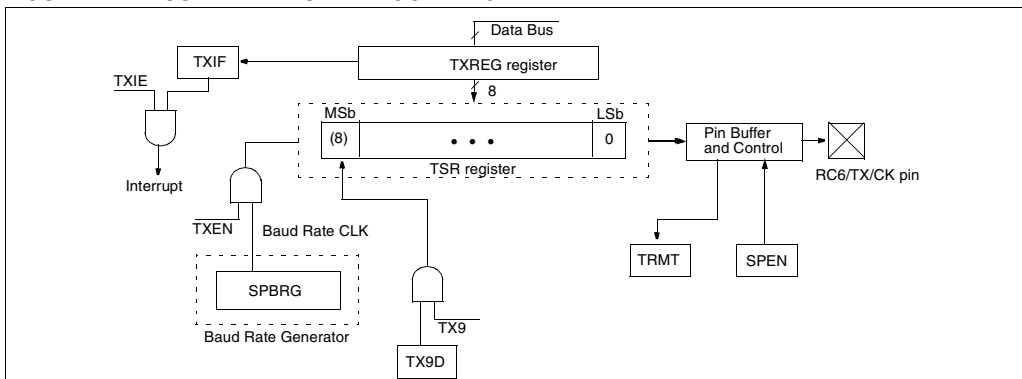 Data Bus
TXIF
TXREG register
TXIE
8
MSb
LSb
(8)
• • •
0
Pin Buffer
and Control
TSR register
Interrupt
RC6/TX/CK pin
TXEN
Baud Rate CLK
TRMT
SPEN
SPBRG
TX9
Baud Rate Generator
TX9D